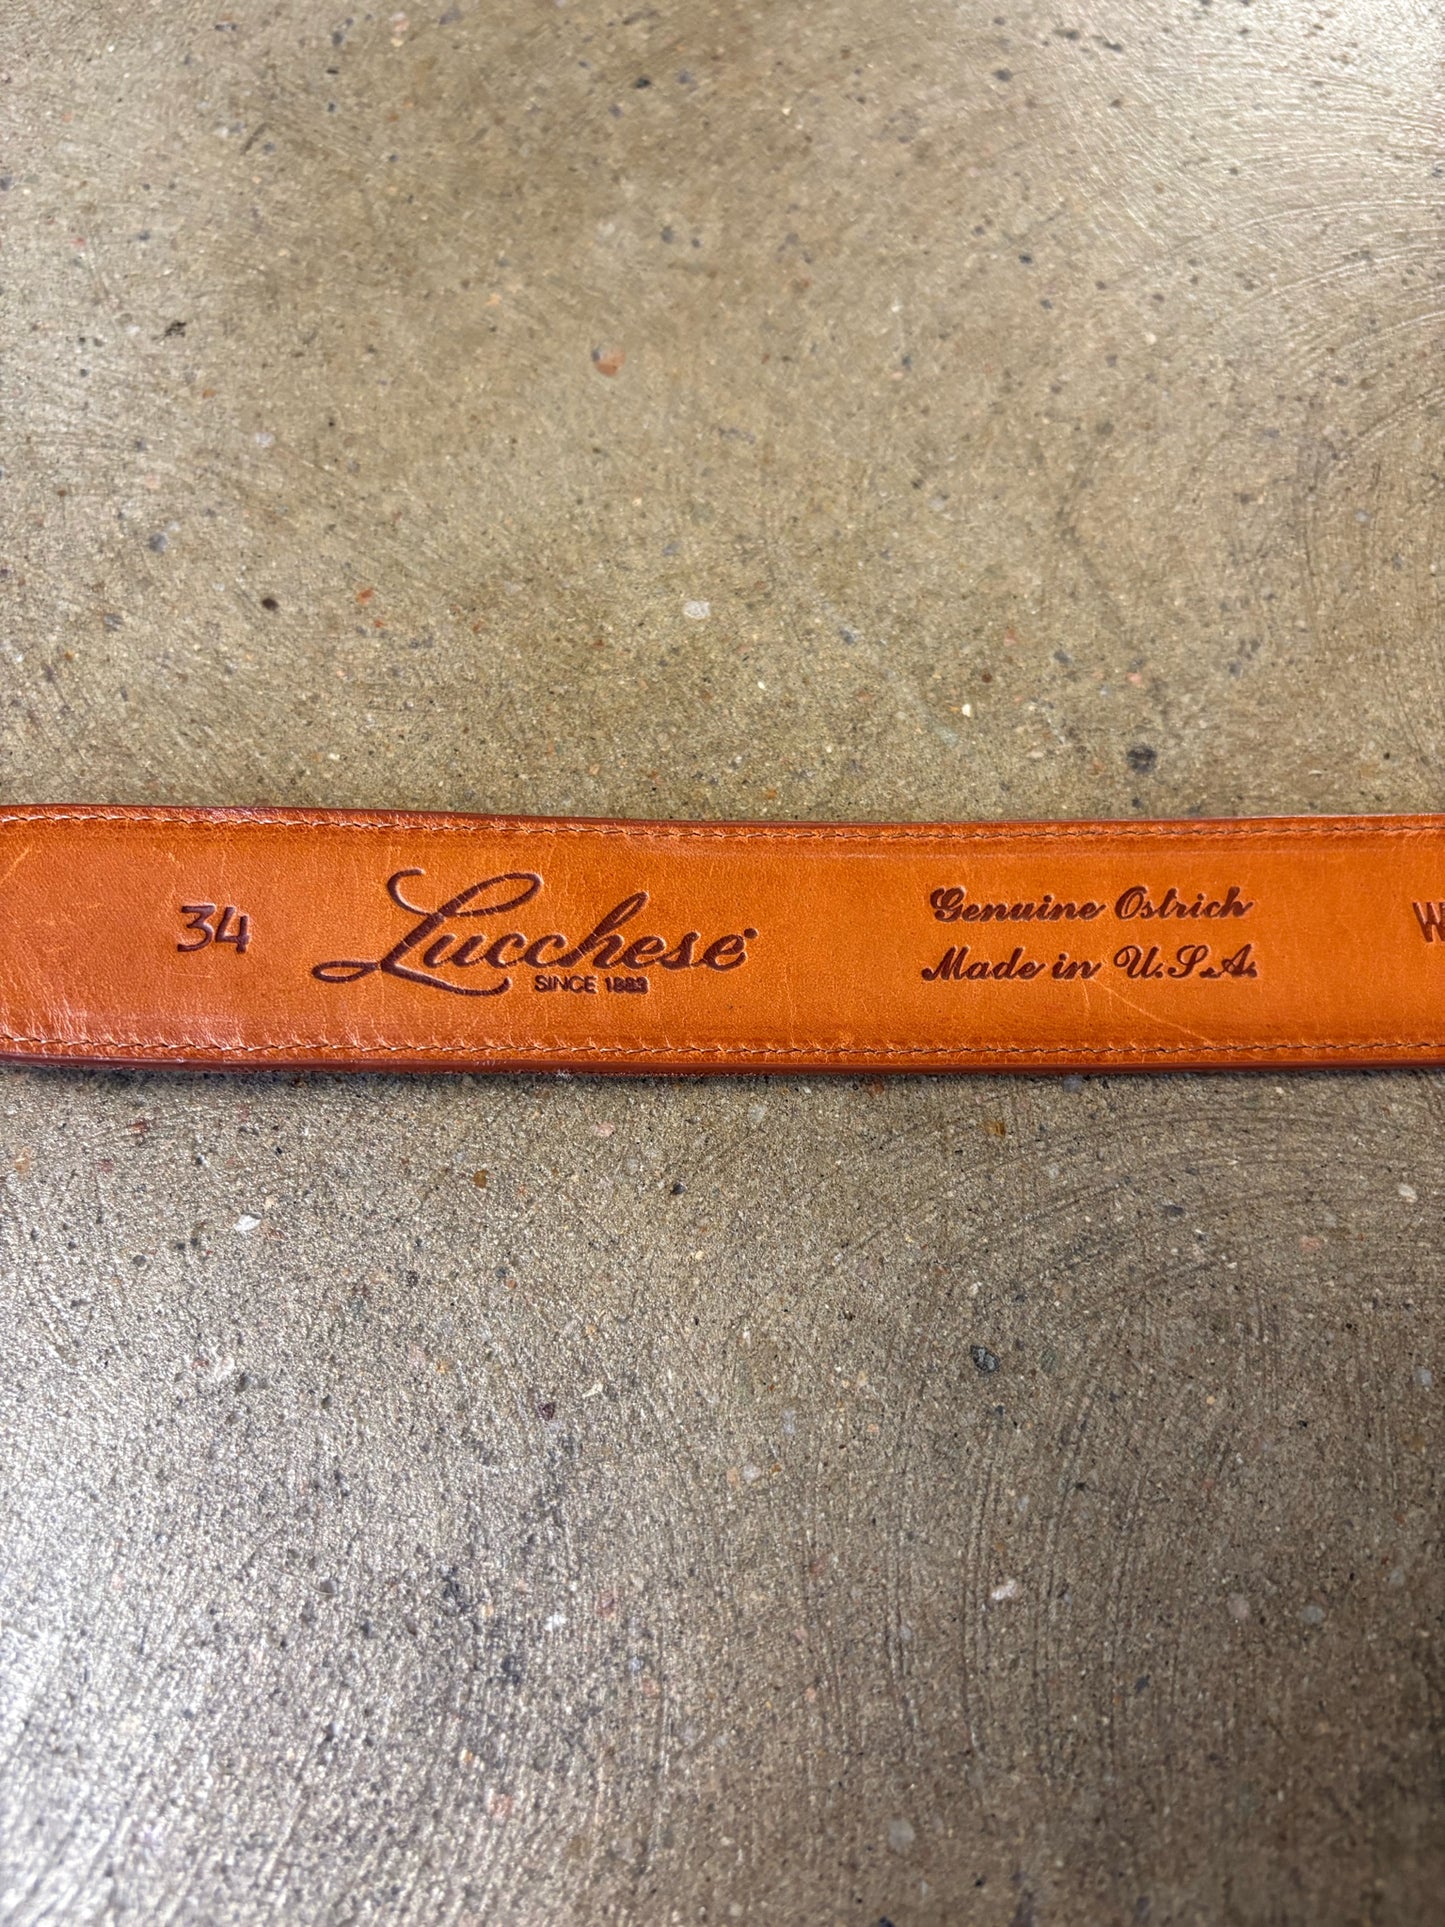 34
Lucchese
SINCE 1883
Genuine Ostrich
Made in U.S.A.
W